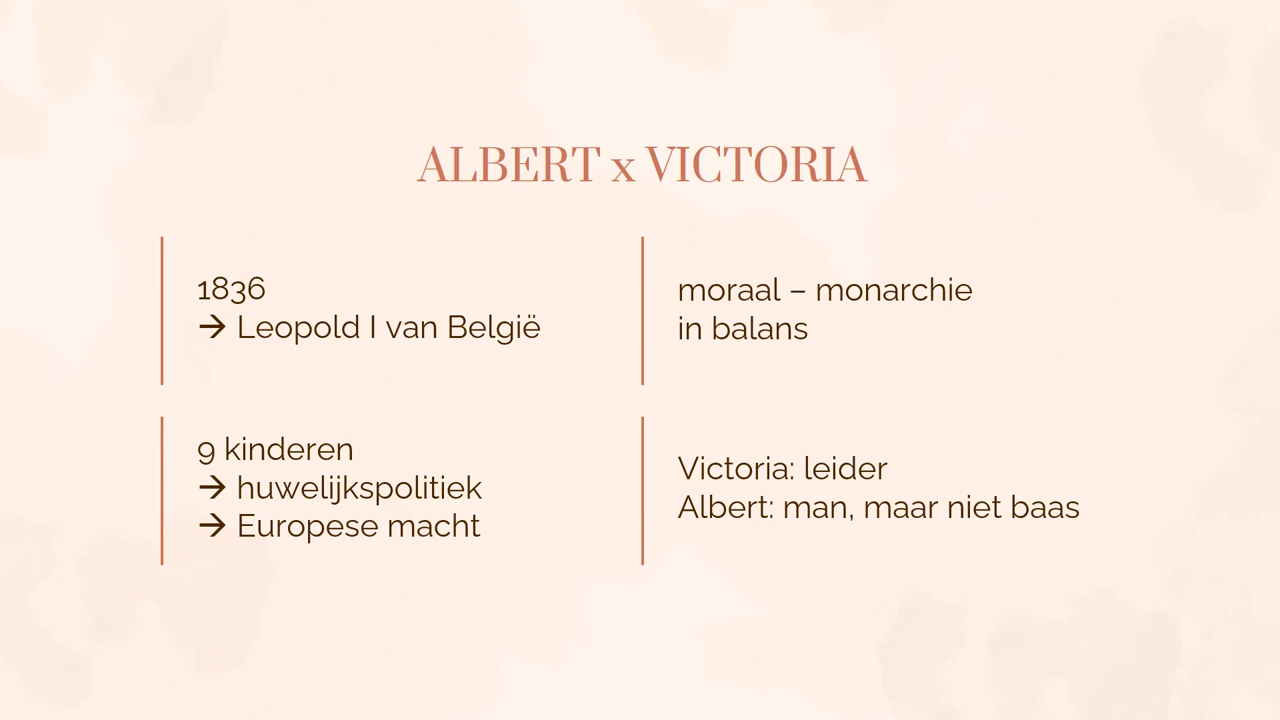 ALBERT x VICTORIA
1836
→ Leopold I van België
moraal – monarchie
in balans
9 kinderen
→ huwelijkspolitiek
→ Europese macht
Victoria: leider
Albert: man, maar niet baas